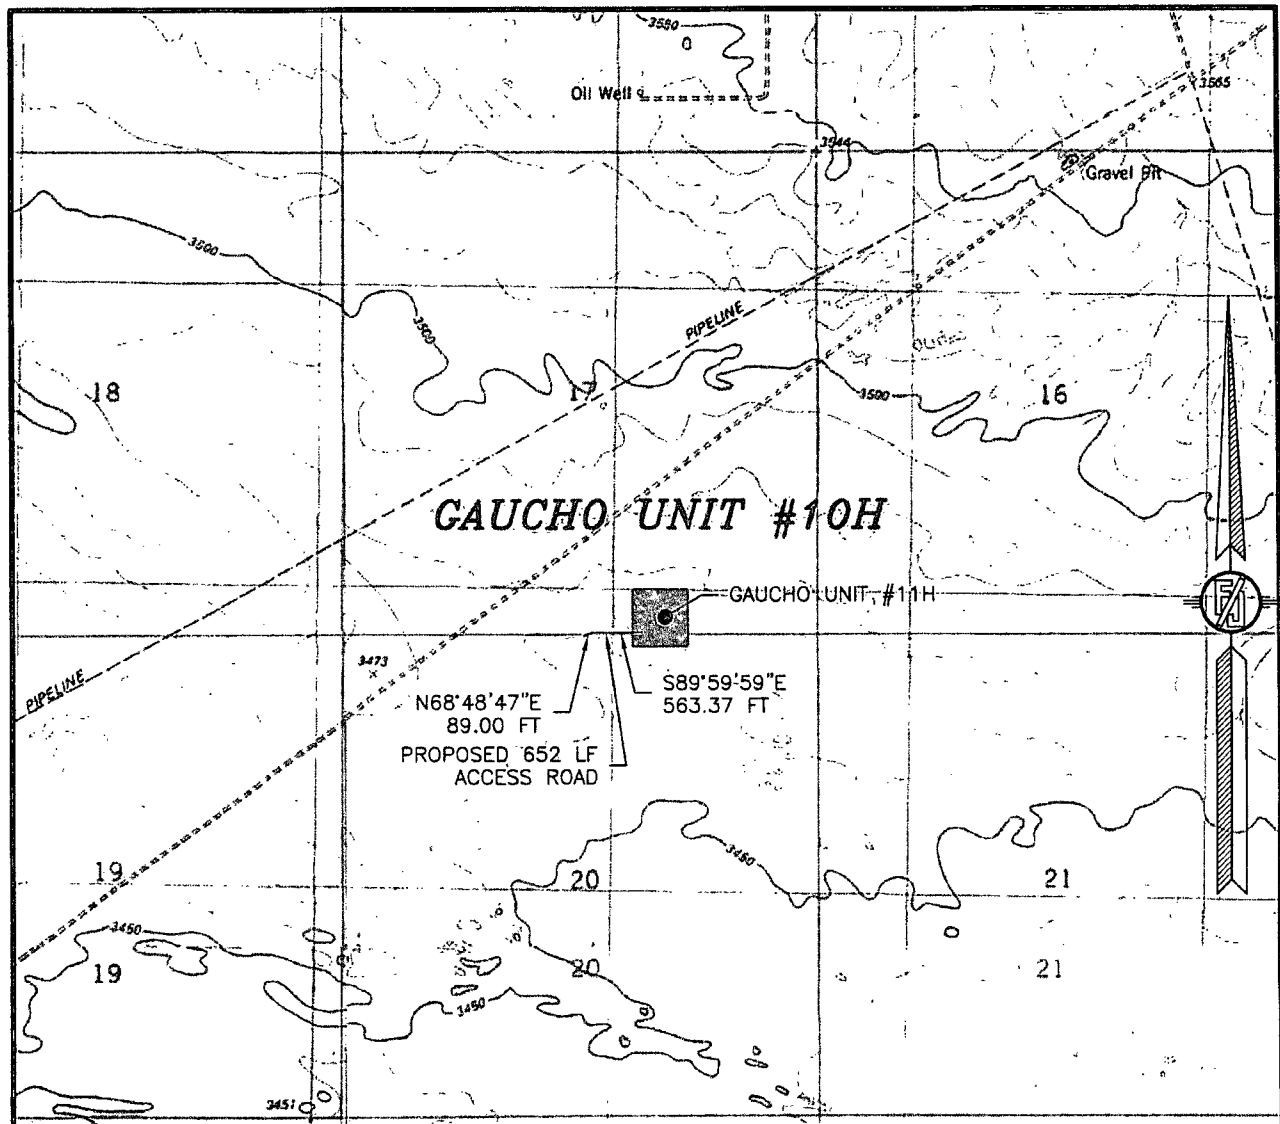 3550
Oil Well
3565
3544
Gravel Pit
3500
PIPELINE
3500
18
17
3500
16
GAUCHO UNIT #10H
GAUCHO UNIT, #11H
3473
PIPELINE
N68°48'47"E
89.00 FT
S89°59'59"E
563.37 FT
PROPOSED 652 LF
ACCESS ROAD
3450
19
20
21
3450
19
20
21
3450
3451